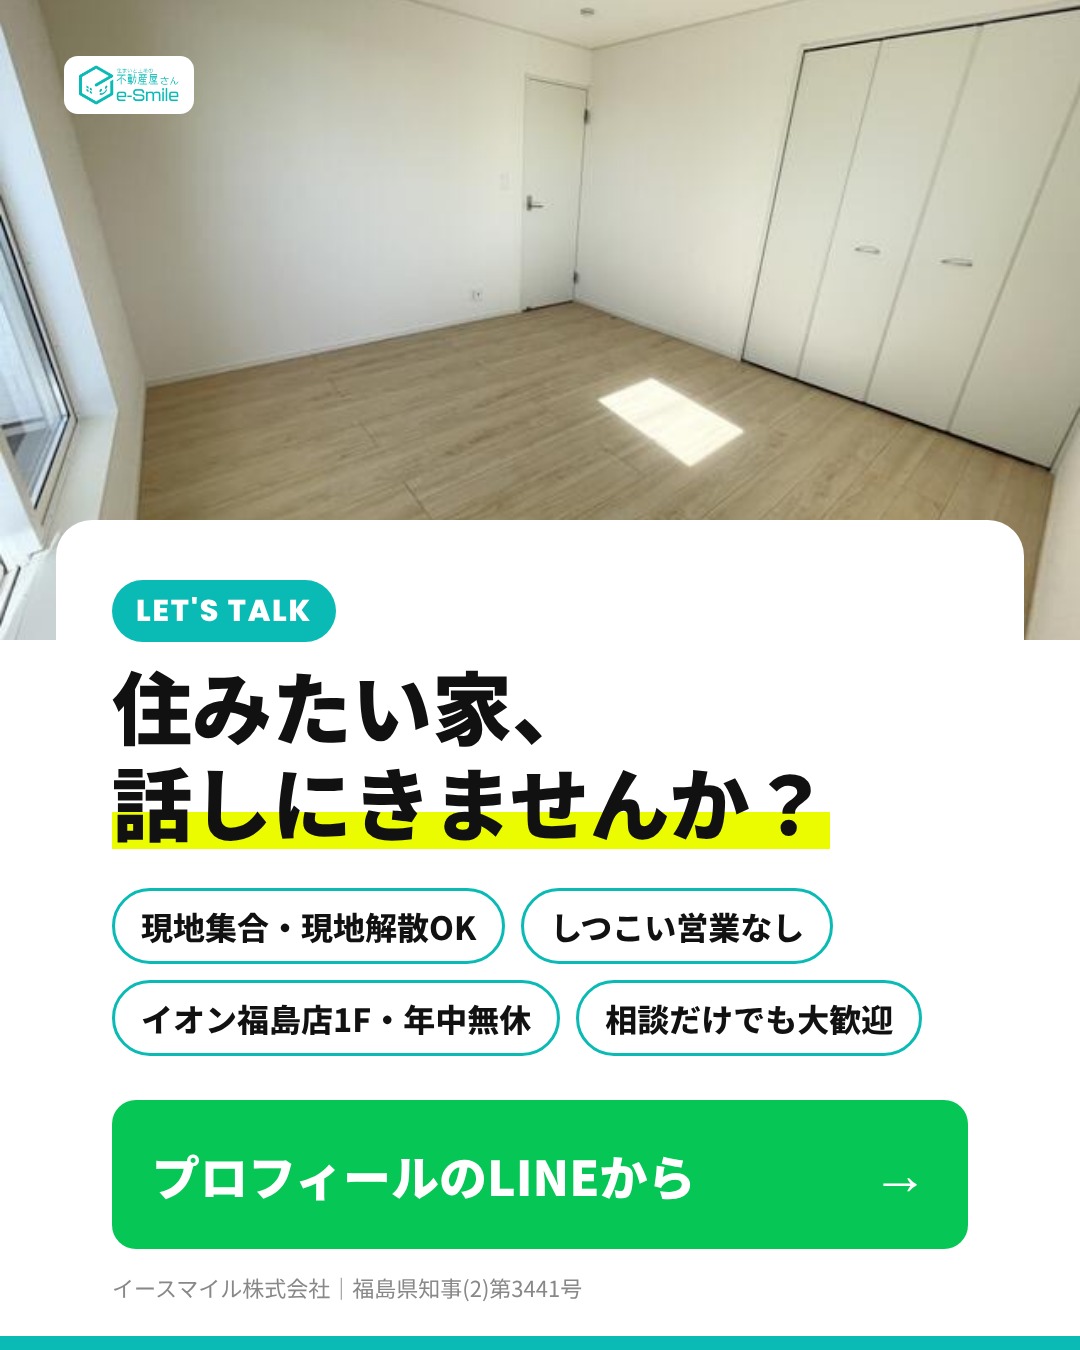 不動産屋さん
e-Smile
LET'S TALK
住みたい家、
話しにきませんか？
現地集合・現地解散OK
しつこい営業なし
イオン福島店1F・年中無休
相談だけでも大歓迎
プロフィールのLINEから →
イースマイル株式会社｜福島県知事(2)第3441号